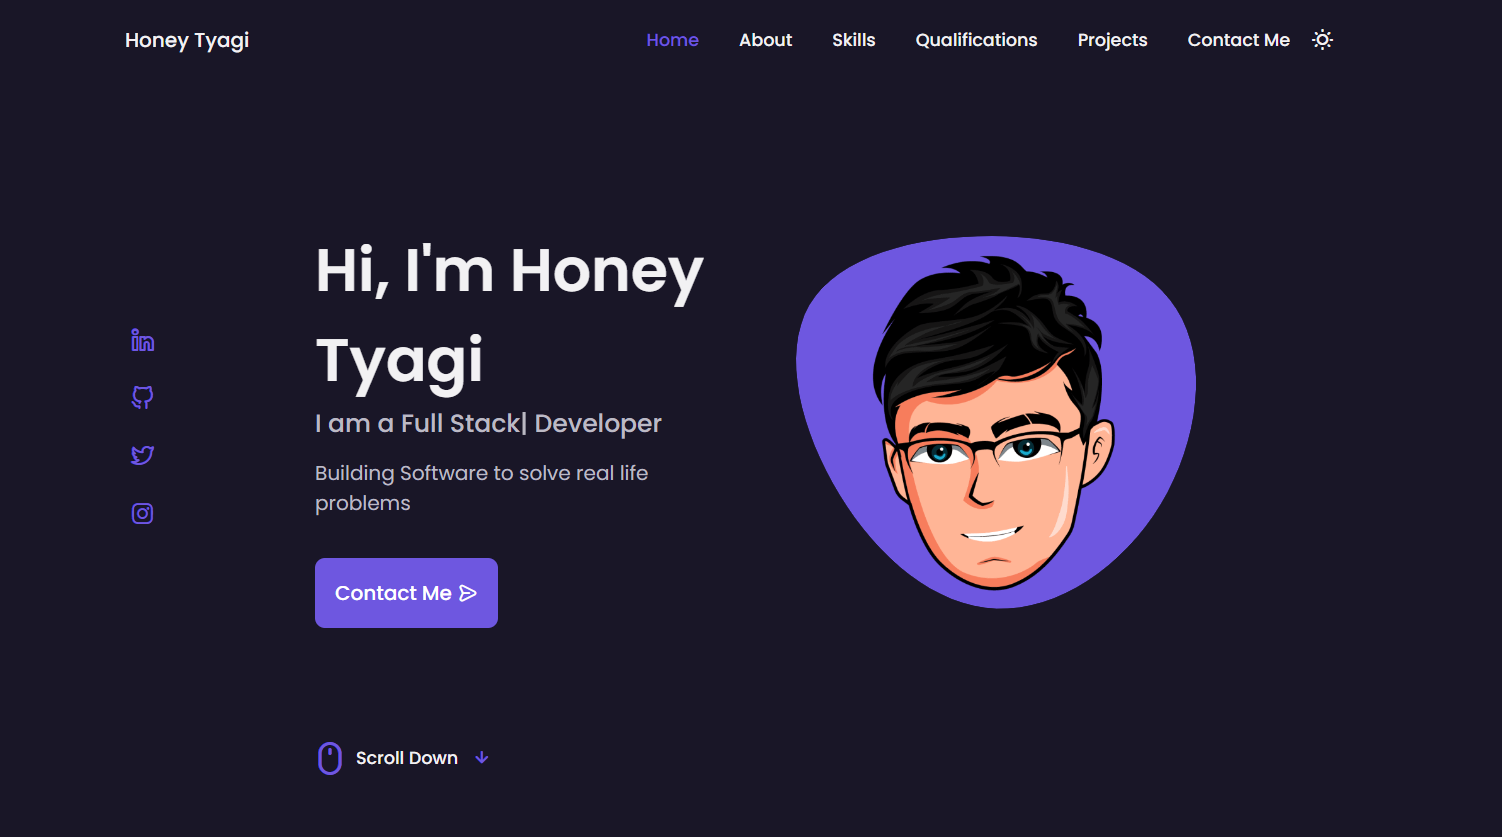 Honey Tyagi
Home About Skills Qualifications Projects Contact Me
Hi, I'm Honey
Tyagi
I am a Full Stack| Developer
Building Software to solve real life
problems
Contact Me
Scroll Down